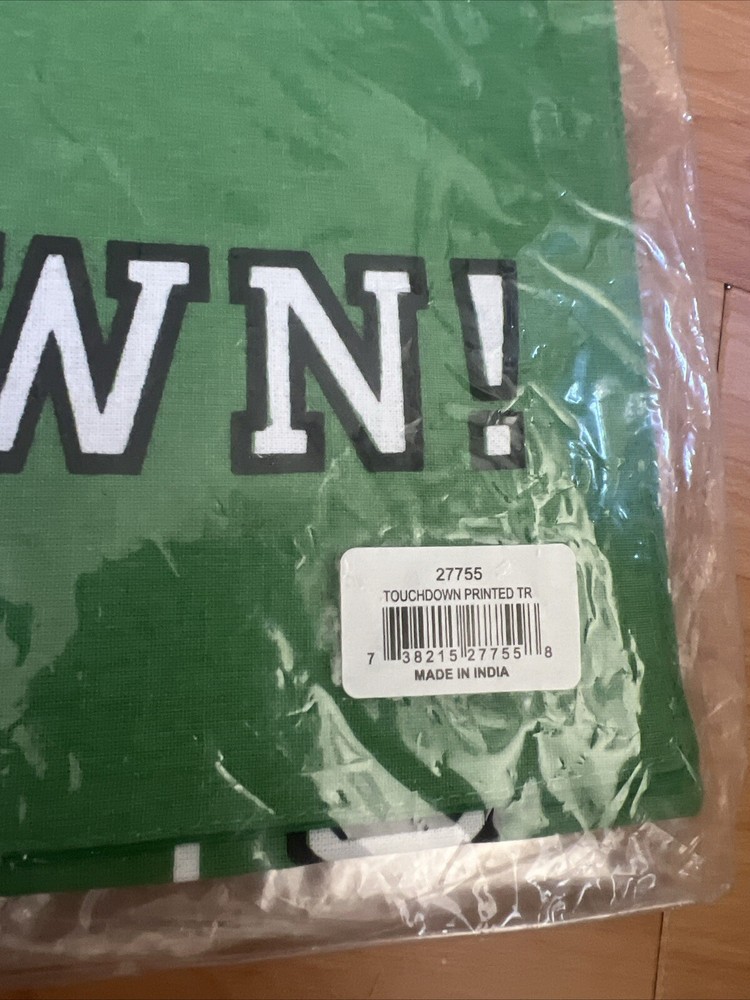 WN!
27755
TOUCHDOWN PRINTED TR
7 38215 27755 8
MADE IN INDIA